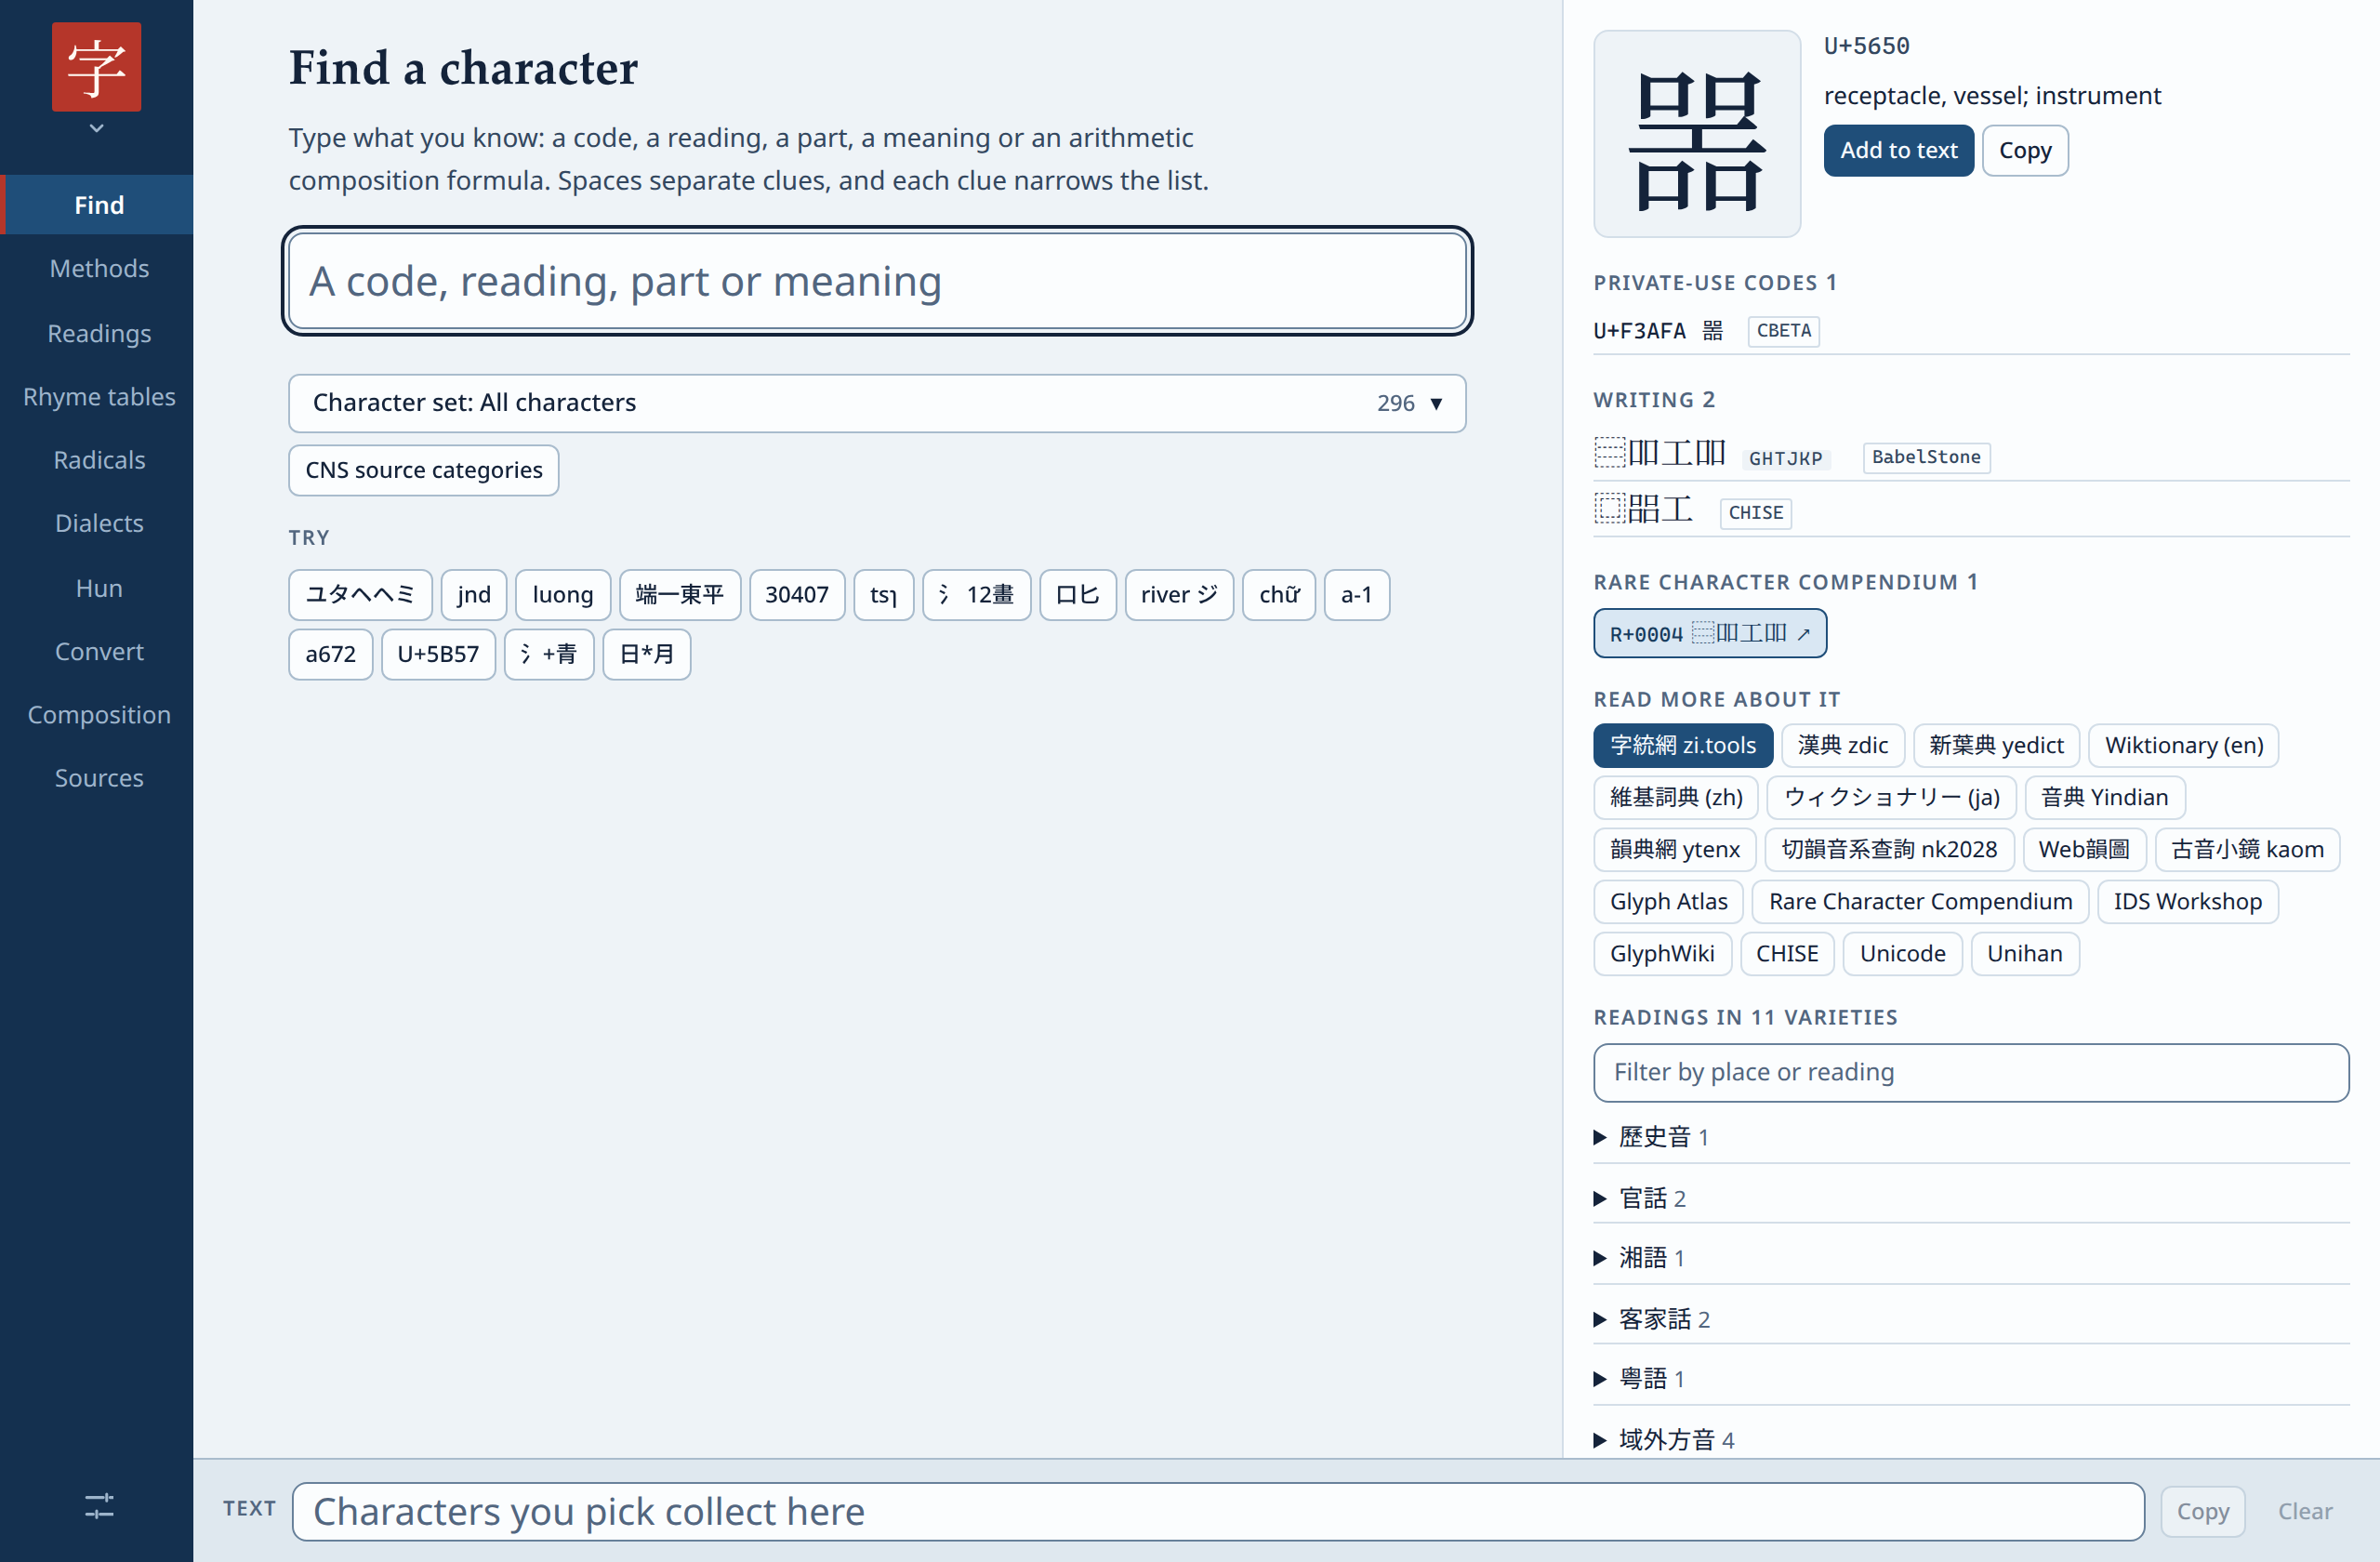 字
Find
Methods
Readings
Rhyme tables
Radicals
Dialects
Hun
Convert
Composition
Sources
Find a character
Type what you know: a code, a reading, a part, a meaning or an arithmetic
composition formula. Spaces separate clues, and each clue narrows the list.
A code, reading, part or meaning
Character set: All characters 296 ▼
CNS source categories
TRY
ユタヘヘミ jnd luong 端一東平 30407 tsʅ 氵 12畫 口匕 river ジ chữ a-1
a672 U+5B57 氵+青 日*月
噐
U+5650
receptacle, vessel; instrument
Add to text Copy
PRIVATE-USE CODES 1
U+F3AFA 噐 CBETA
WRITING 2
⿳吅工吅 GHTJKP BabelStone
⿴㗊工 CHISE
RARE CHARACTER COMPENDIUM 1
R+0004 ⿳吅工吅 ↗
READ MORE ABOUT IT
字統網 zi.tools 漢典 zdic 新葉典 yedict Wiktionary (en)
維基詞典 (zh) ウィクショナリー (ja) 音典 Yindian
韻典網 ytenx 切韻音系查詢 nk2028 Web韻圖 古音小鏡 kaom
Glyph Atlas Rare Character Compendium IDS Workshop
GlyphWiki CHISE Unicode Unihan
READINGS IN 11 VARIETIES
Filter by place or reading
▶ 歷史音 1
▶ 官話 2
▶ 湘語 1
▶ 客家話 2
▶ 粵語 1
▶ 域外方音 4
TEXT Characters you pick collect here Copy Clear